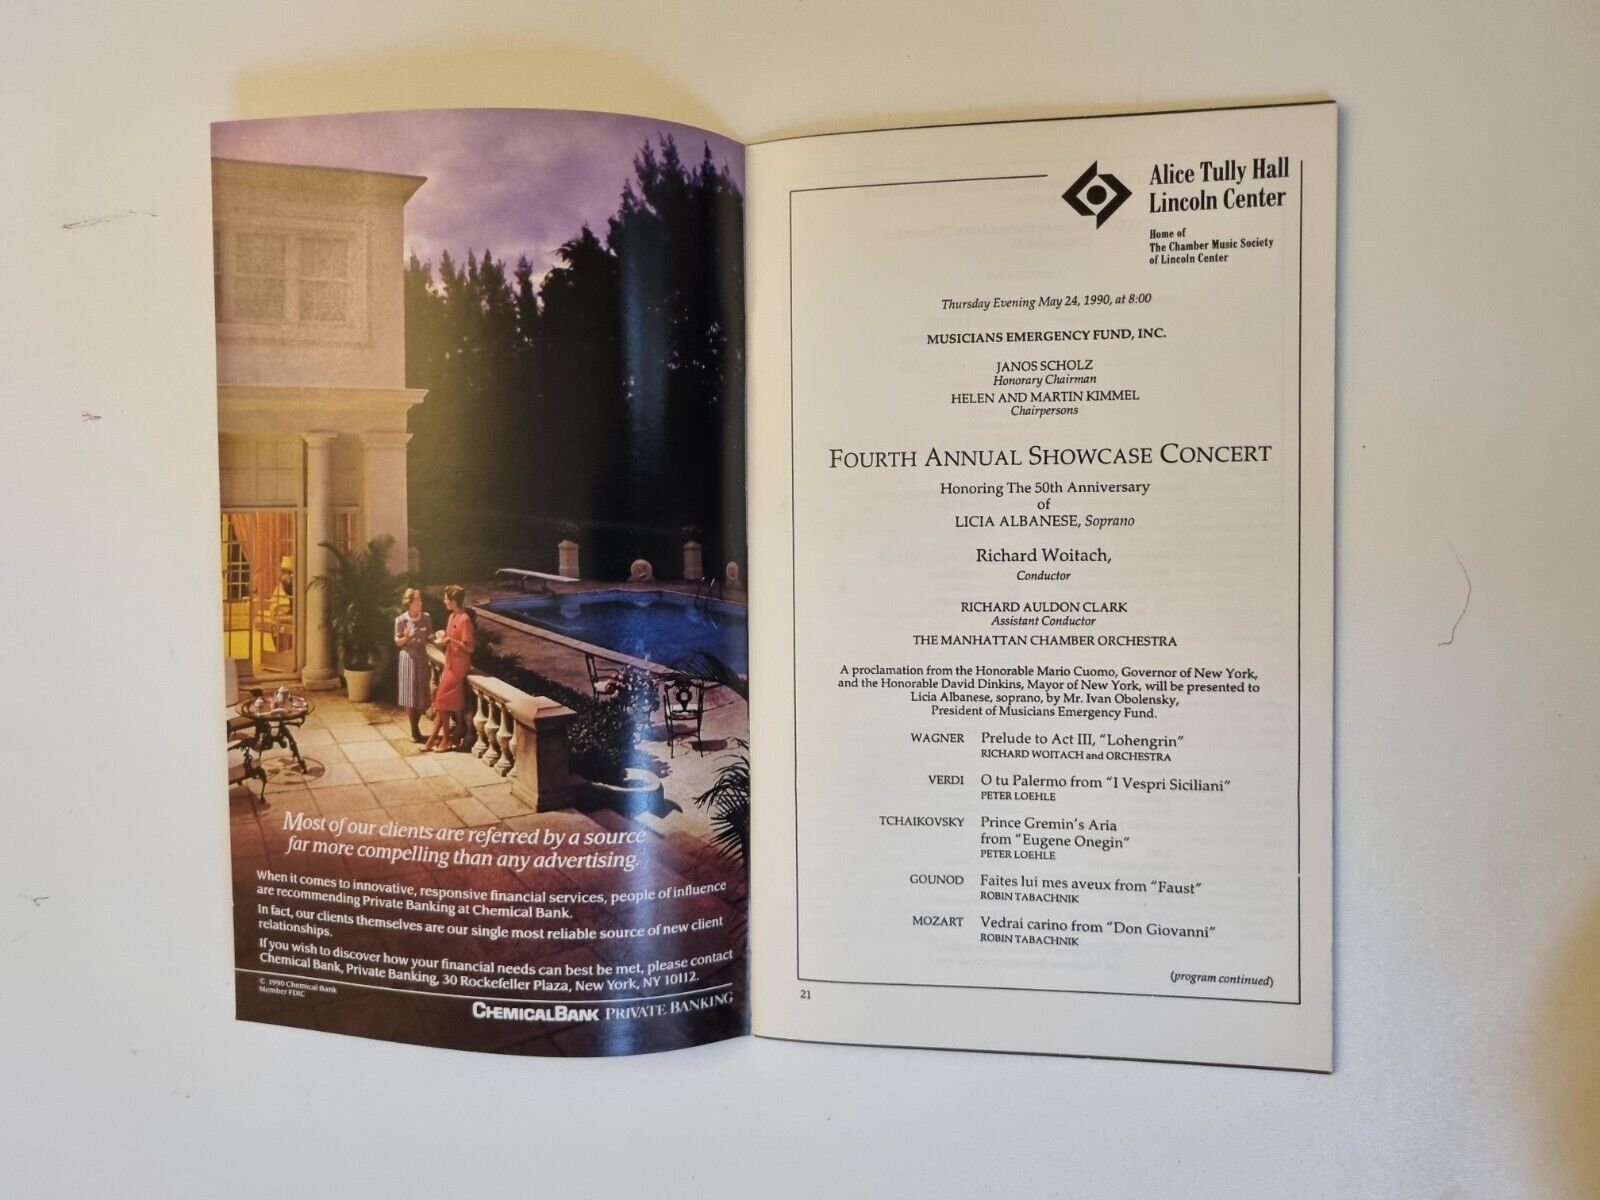 Most of our clients are referred by a source
far more compelling than any advertising.
When it comes to innovative, responsive financial services, people of influence
are recommending Private Banking at Chemical Bank.
In fact, our clients themselves are our single most reliable source of new client
relationships.
If you wish to discover how your financial needs can best be met, please contact
Chemical Bank, Private Banking, 30 Rockefeller Plaza, New York, NY 10112.
© 1990 Chemical Bank
Member FDIC
CHEMICALBANK PRIVATE BANKING
Alice Tully Hall
Lincoln Center
Home of
The Chamber Music Society
of Lincoln Center
Thursday Evening May 24, 1990, at 8:00
MUSICIANS EMERGENCY FUND, INC.
JANOS SCHOLZ
Honorary Chairman
HELEN AND MARTIN KIMMEL
Chairpersons
FOURTH ANNUAL SHOWCASE CONCERT
Honoring The 50th Anniversary
of
LICIA ALBANESE, Soprano
Richard Woitach,
Conductor
RICHARD AULDON CLARK
Assistant Conductor
THE MANHATTAN CHAMBER ORCHESTRA
A proclamation from the Honorable Mario Cuomo, Governor of New York,
and the Honorable David Dinkins, Mayor of New York, will be presented to
Licia Albanese, soprano, by Mr. Ivan Obolensky,
President of Musicians Emergency Fund.
WAGNER Prelude to Act III, "Lohengrin"
RICHARD WOITACH and ORCHESTRA
VERDI O tu Palermo from "I Vespri Siciliani"
PETER LOEHLE
TCHAIKOVSKY Prince Gremin's Aria
from "Eugene Onegin"
PETER LOEHLE
GOUNOD Faites lui mes aveux from "Faust"
ROBIN TABACHNIK
MOZART Vedrai carino from "Don Giovanni"
ROBIN TABACHNIK
(program continued)
21